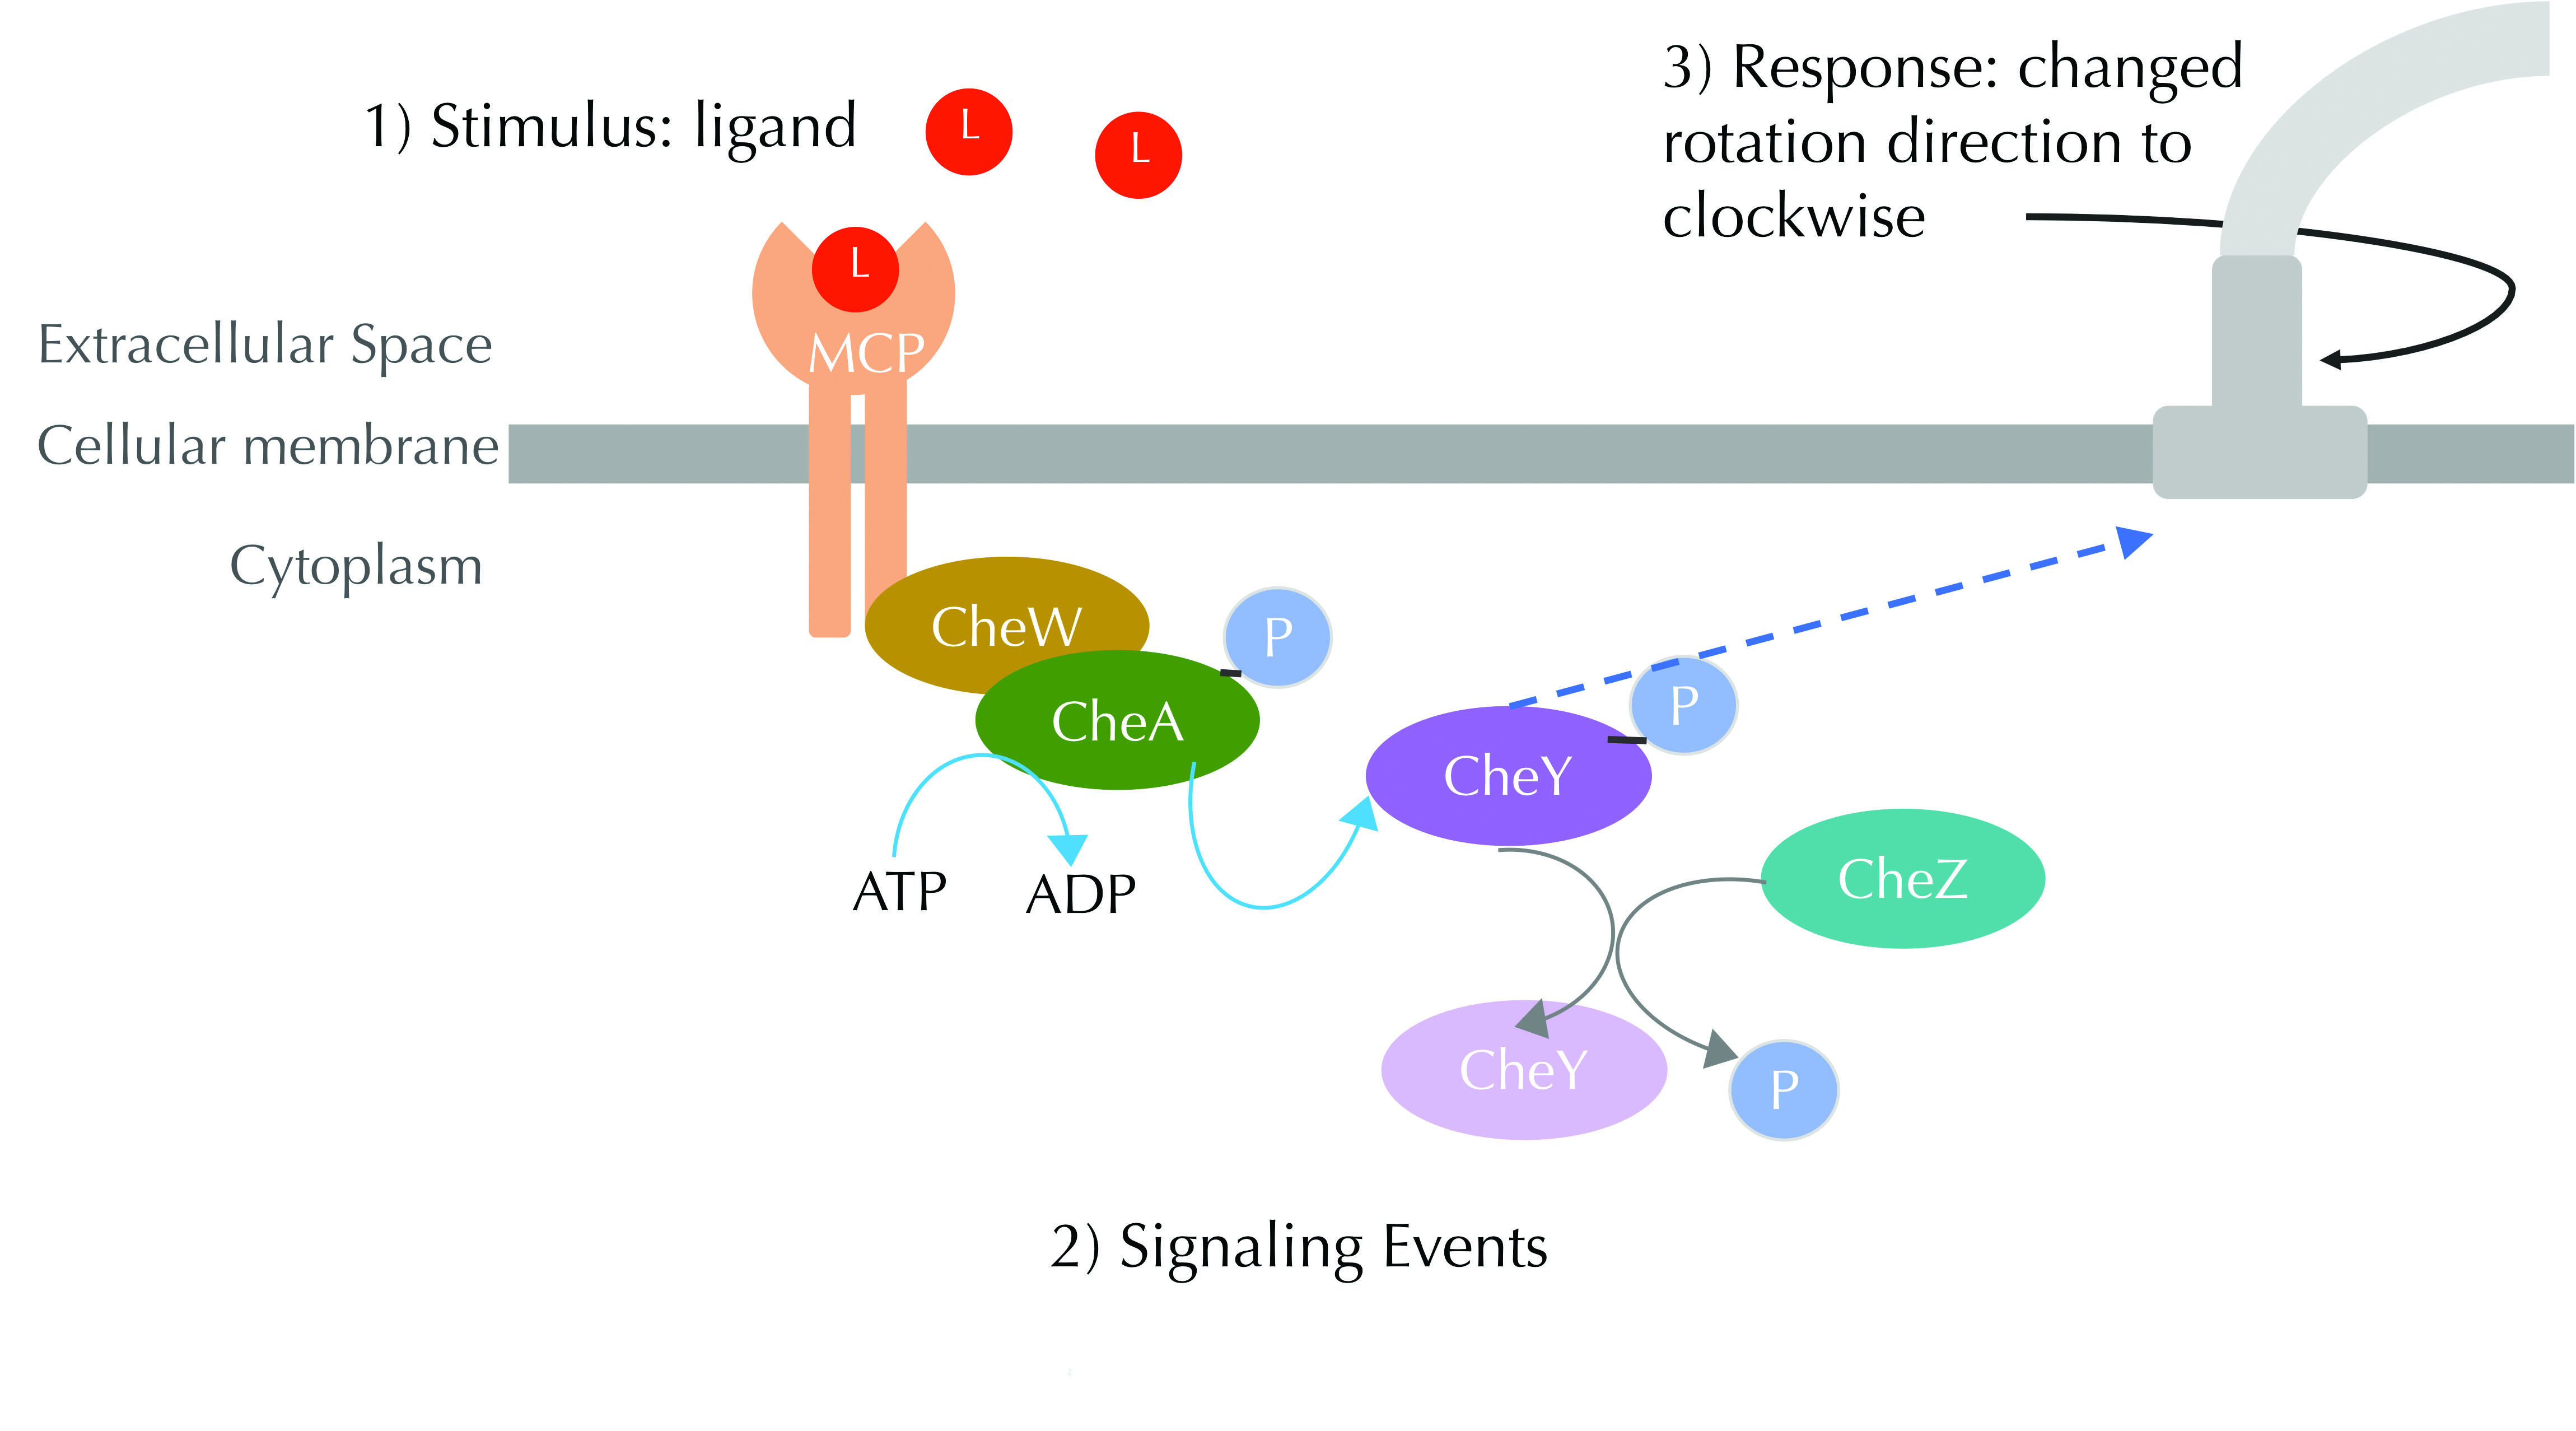 1) Stimulus: ligand
L
L
3) Response: changed
rotation direction to
clockwise
L
MCP
Extracellular Space
Cellular membrane
Cytoplasm
CheW
P
CheA
P
CheY
ATP
ADP
CheZ
CheY
P
2) Signaling Events